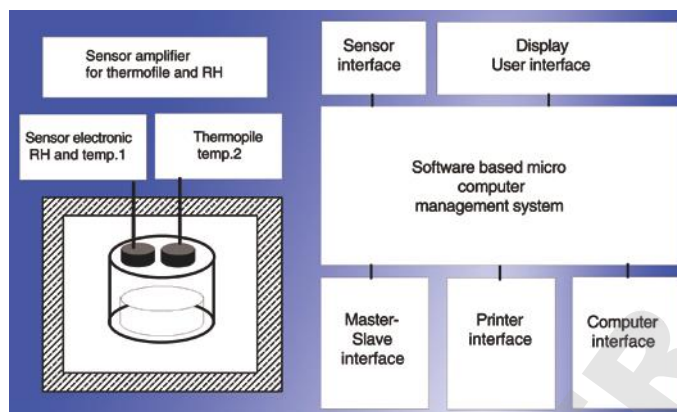 Sensor amplifier
for thermofile and RH
Sensor electronic
RH and temp.1
Thermopile
temp.2
Sensor
interface
Display
User interface
Software based micro
computer
management system
Master-
Slave
interface
Printer
interface
Computer
interface